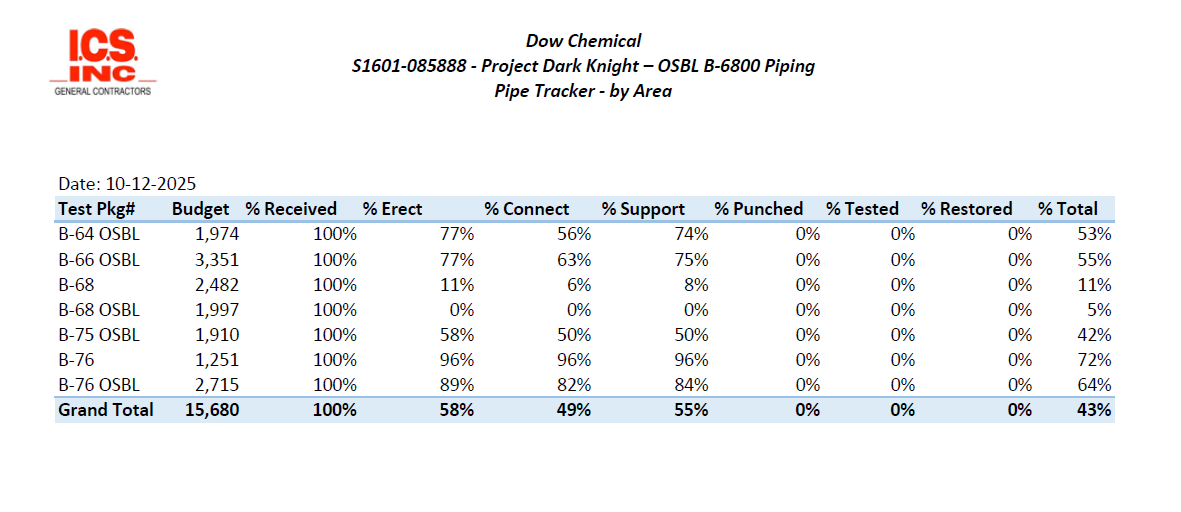 I.C.S.
INC
GENERAL CONTRACTORS
Dow Chemical
S1601-085888 - Project Dark Knight – OSBL B-6800 Piping
Pipe Tracker - by Area
Date: 10-12-2025
Test Pkg# Budget % Received % Erect % Connect % Support % Punched % Tested % Restored % Total
B-64 OSBL 1,974 100% 77% 56% 74% 0% 0% 0% 53%
B-66 OSBL 3,351 100% 77% 63% 75% 0% 0% 0% 55%
B-68 2,482 100% 11% 6% 8% 0% 0% 0% 11%
B-68 OSBL 1,997 100% 0% 0% 0% 0% 0% 0% 5%
B-75 OSBL 1,910 100% 58% 50% 50% 0% 0% 0% 42%
B-76 1,251 100% 96% 96% 96% 0% 0% 0% 72%
B-76 OSBL 2,715 100% 89% 82% 84% 0% 0% 0% 64%
Grand Total 15,680 100% 58% 49% 55% 0% 0% 0% 43%